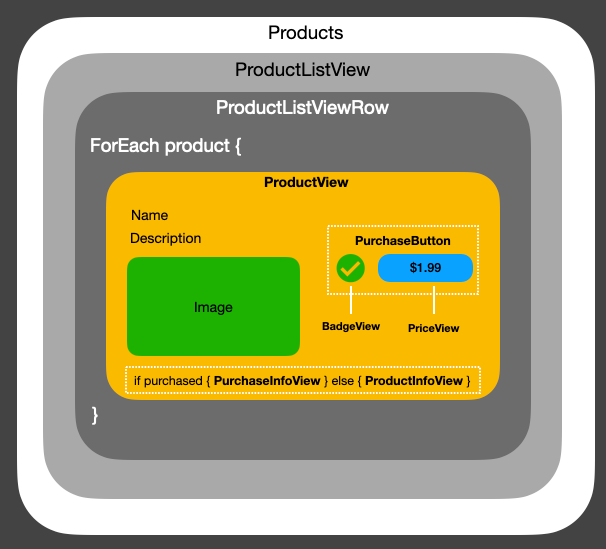 Products
ProductListView
ProductListViewRow
ForEach product {
ProductView
Name
Description
PurchaseButton
$1.99
Image
BadgeView
PriceView
if purchased { PurchaseInfoView } else { ProductInfoView }
}